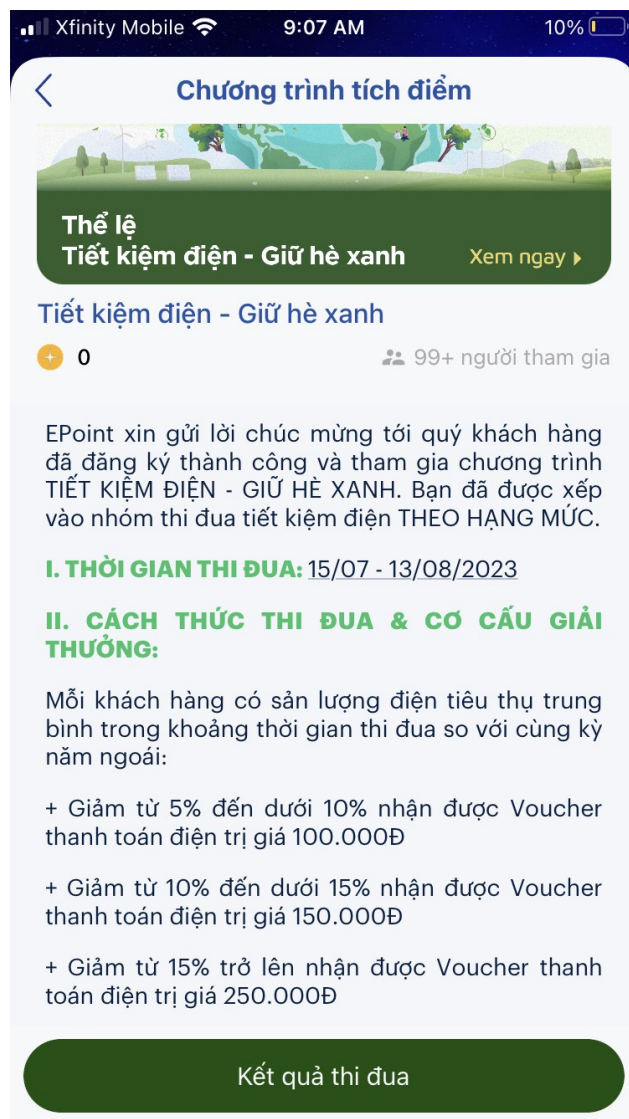 Xfinity Mobile 9:07 AM 10%
Chương trình tích điểm
Thể lệ
Tiết kiệm điện - Giữ hè xanh Xem ngay
Tiết kiệm điện - Giữ hè xanh
0 99+ người tham gia
EPoint xin gửi lời chúc mừng tới quý khách hàng
đã đăng ký thành công và tham gia chương trình
TIẾT KIỆM ĐIỆN - GIỮ HÈ XANH. Bạn đã được xếp
vào nhóm thi đua tiết kiệm điện THEO HẠNG MỨC.
I. THỜI GIAN THI ĐUA: 15/07 - 13/08/2023
II. CÁCH THỨC THI ĐUA & CƠ CẤU GIẢI
THƯỞNG:
Mỗi khách hàng có sản lượng điện tiêu thụ trung
bình trong khoảng thời gian thi đua so với cùng kỳ
năm ngoái:
+ Giảm từ 5% đến dưới 10% nhận được Voucher
thanh toán điện trị giá 100.000Đ
+ Giảm từ 10% đến dưới 15% nhận được Voucher
thanh toán điện trị giá 150.000Đ
+ Giảm từ 15% trở lên nhận được Voucher thanh
toán điện trị giá 250.000Đ
Kết quả thi đua